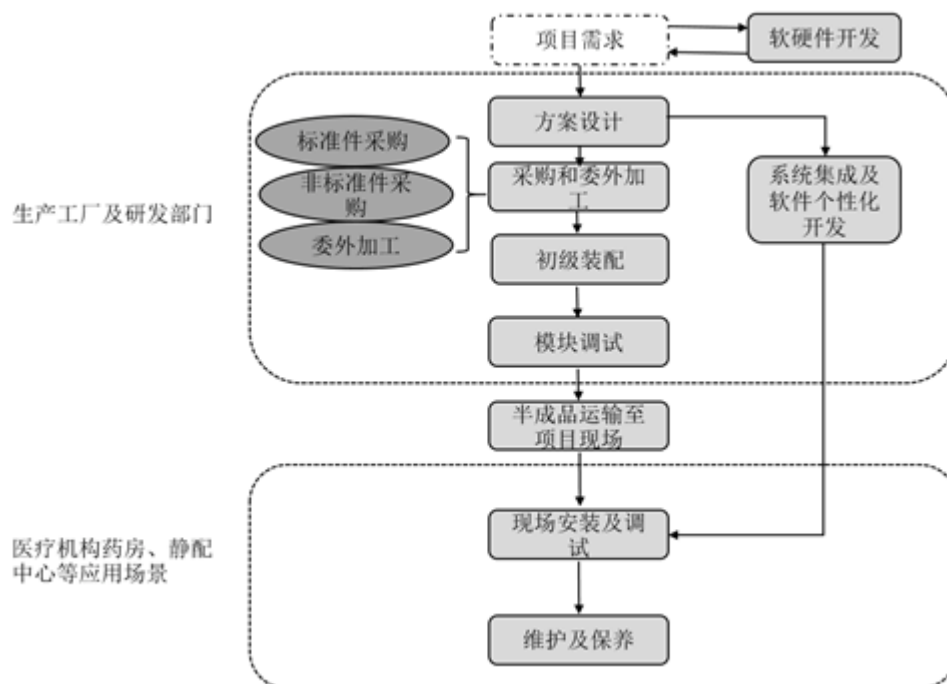 项目需求
软硬件开发
方案设计
标准件采购
非标准件采
购
委外加工
采购和委外加
工
系统集成及
软件个性化
开发
生产工厂及研发部门
初级装配
模块调试
半成品运输至
项目现场
现场安装及调
试
医疗机构药房、静配
中心等应用场景
维护及保养